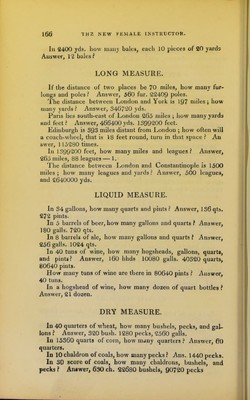 166 THE NEW FEMALE INSTRUCTOR.
In 2400 yds. how many bales, each 10 pieces of 20 yards
Answer, 12 bales?
LONG MEASURE.
If the distance of two places be 70 miles, how many fur-
longs and poles? Answer, 560 fur. 22409 poles.
The distance between London and York is 197 miles; how
many yards? Answer, 346720 yds.
Paris lies south-east of London 265 miles; how many yards
and feet? Answer, 466400 yds. 1399200 feet.
Edinburgh is 393 miles distant from London; how often will
a coach-wheel, that is 18 feet round, turn in that space? An
swer, 115280 times.
In 1399200 feet, how many miles and leagues? Answer,
265 miles, 88 leagues—1.
The distance between London and Constantinople is 1500
miles; how many leagues and yards? Answer, 500 leagues,
and 2640000 yds.
LIQUID MEASURE.
In 34 gallons, how many quarts and pints? Answer, 136 qts.
272 pints.
In 5 barrels of beer, how many gallons and quarts? Answer,
180 gals. 720 qts.
In 8 barrels of ale, how many gallons and quarts? Answer,
256 gals. 1024 qts.
In 40 tuns of wine, how many hogsheads, gallons, quarts,
and pints? Answer, 160 hhds 10080 galls. 40320 quarts,
80640 pints.
How many tuns of wine are there in 80640 pints? Answer,
40 tuns.
In a hogshead of wine, how many dozen of quart bottles?
Answer, 21 dozen.
DRY MEASURE.
In 40 quarters of wheat, how many bushels, pecks, and gal-
lons? Answer, 320 bush. 1280 pecks, 2560 galls.
In 15360 quarts of corn, how many quarters? Answer, 60
quarters.
In 10 chaldron of coals, how many pecks? Ans. 1440 pecks.
In 30 score of coals, how many chaldrons, bushels, and
pecks? Answer, 630 ch. 22680 bushels, 90720 pecks